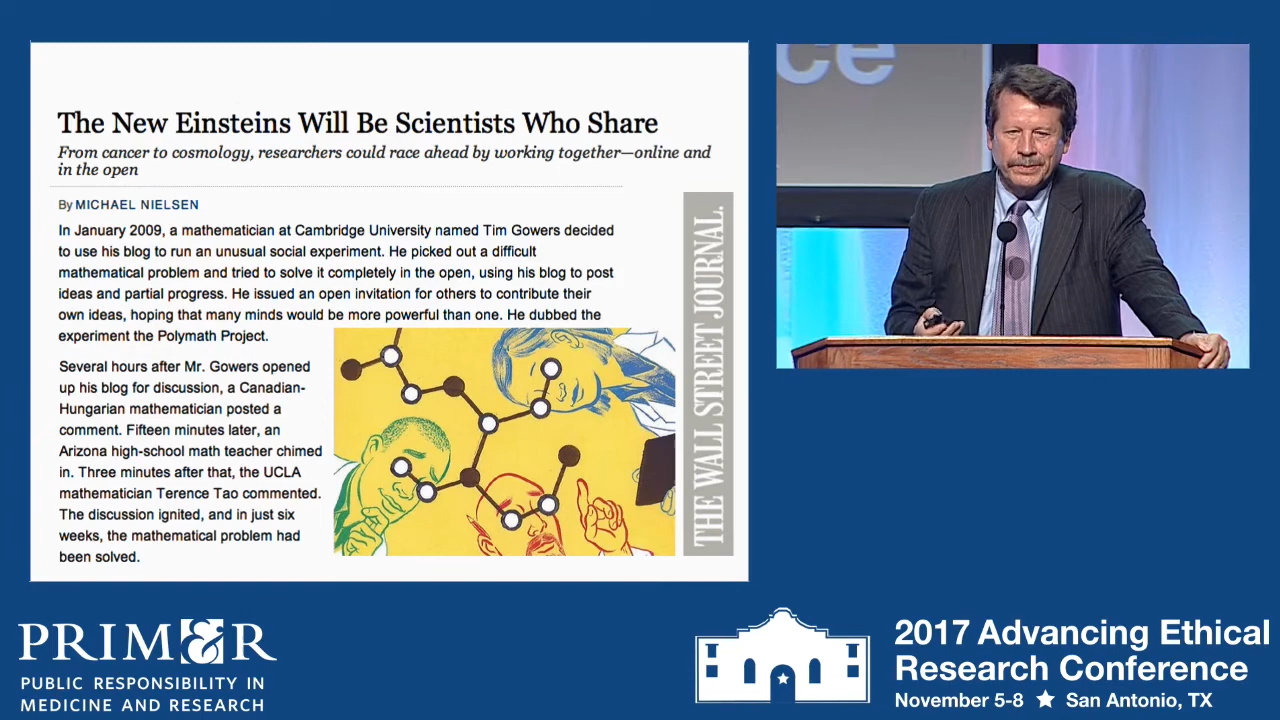 The New Einsteins Will Be Scientists Who Share
From cancer to cosmology, researchers could race ahead by working together—online and
in the open
By MICHAEL NIELSEN
In January 2009, a mathematician at Cambridge University named Tim Gowers decided
to use his blog to run an unusual social experiment. He picked out a difficult
mathematical problem and tried to solve it completely in the open, using his blog to post
ideas and partial progress. He issued an open invitation for others to contribute their
own ideas, hoping that many minds would be more powerful than one. He dubbed the
experiment the Polymath Project.
Several hours after Mr. Gowers opened
up his blog for discussion, a Canadian-
Hungarian mathematician posted a
comment. Fifteen minutes later, an
Arizona high-school math teacher chimed
in. Three minutes after that, the UCLA
mathematician Terence Tao commented.
The discussion ignited, and in just six
weeks, the mathematical problem had
been solved.
THE WALL STREET JOURNAL.
ce
PRIM&R
PUBLIC RESPONSIBILITY IN
MEDICINE AND RESEARCH
2017 Advancing Ethical
Research Conference
November 5-8 ★ San Antonio, TX